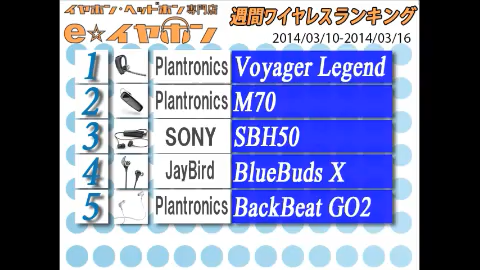 イヤホン・ヘッドホン専門店
e☆イヤホン
週間ワイヤレスランキング
2014/03/10-2014/03/16
1 Plantronics Voyager Legend
2 Plantronics M70
3 SONY SBH50
4 JayBird BlueBuds X
5 Plantronics BackBeat GO2